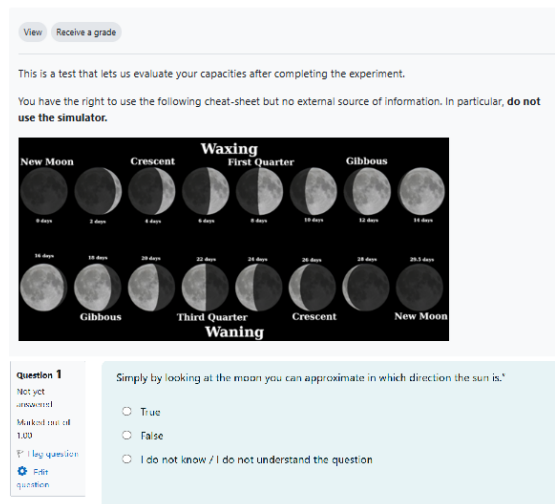 View Receive a grade
This is a test that lets us evaluate your capacities after completing the experiment.
You have the right to use the following cheat-sheet but no external source of information. In particular, do not
use the simulator.
Waxing
New Moon Crescent First Quarter Gibbous
0 days 2 days 4 days 6 days 8 days 10 days 12 days 14 days
16 days 18 days 20 days 22 days 24 days 26 days 28 days 29.5 days
Gibbous Third Quarter Crescent New Moon
Waning
Question 1
Not yet
answered
Marked out of
1.00
Flag question
Edit
question
Simply by looking at the moon you can approximate in which direction the sun is.*
True
False
I do not know / I do not understand the question